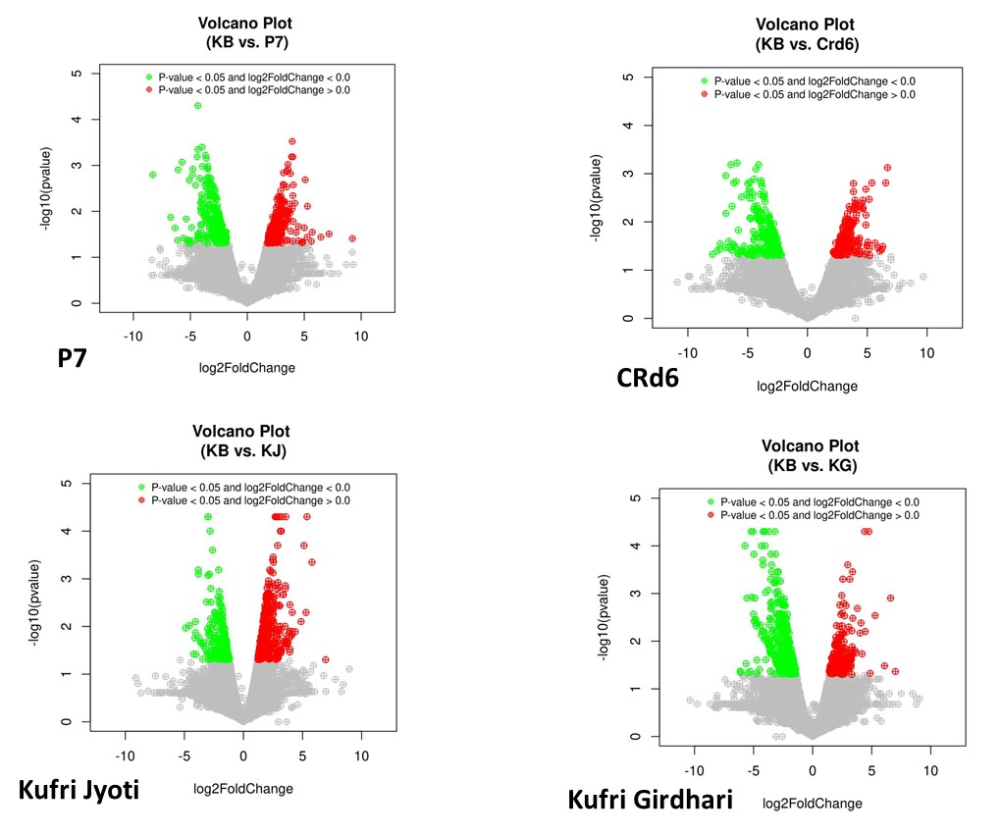 Volcano Plot
(KB vs. P7)
P-value < 0.05 and log2FoldChange < 0.0
P-value < 0.05 and log2FoldChange > 0.0
5
4
3
2
1
0
-log10(pvalue)
-10 -5 0 5 10
log2FoldChange
P7
Volcano Plot
(KB vs. Crd6)
P-value < 0.05 and log2FoldChange < 0.0
P-value < 0.05 and log2FoldChange > 0.0
5
4
3
2
1
0
-log10(pvalue)
-10 -5 0 5 10
log2FoldChange
CRd6
Volcano Plot
(KB vs. KJ)
P-value < 0.05 and log2FoldChange < 0.0
P-value < 0.05 and log2FoldChange > 0.0
5
4
3
2
1
0
-log10(pvalue)
-10 -5 0 5 10
log2FoldChange
Kufri Jyoti
Volcano Plot
(KB vs. KG)
P-value < 0.05 and log2FoldChange < 0.0
P-value < 0.05 and log2FoldChange > 0.0
5
4
3
2
1
0
-log10(pvalue)
-10 -5 0 5 10
log2FoldChange
Kufri Girdhari